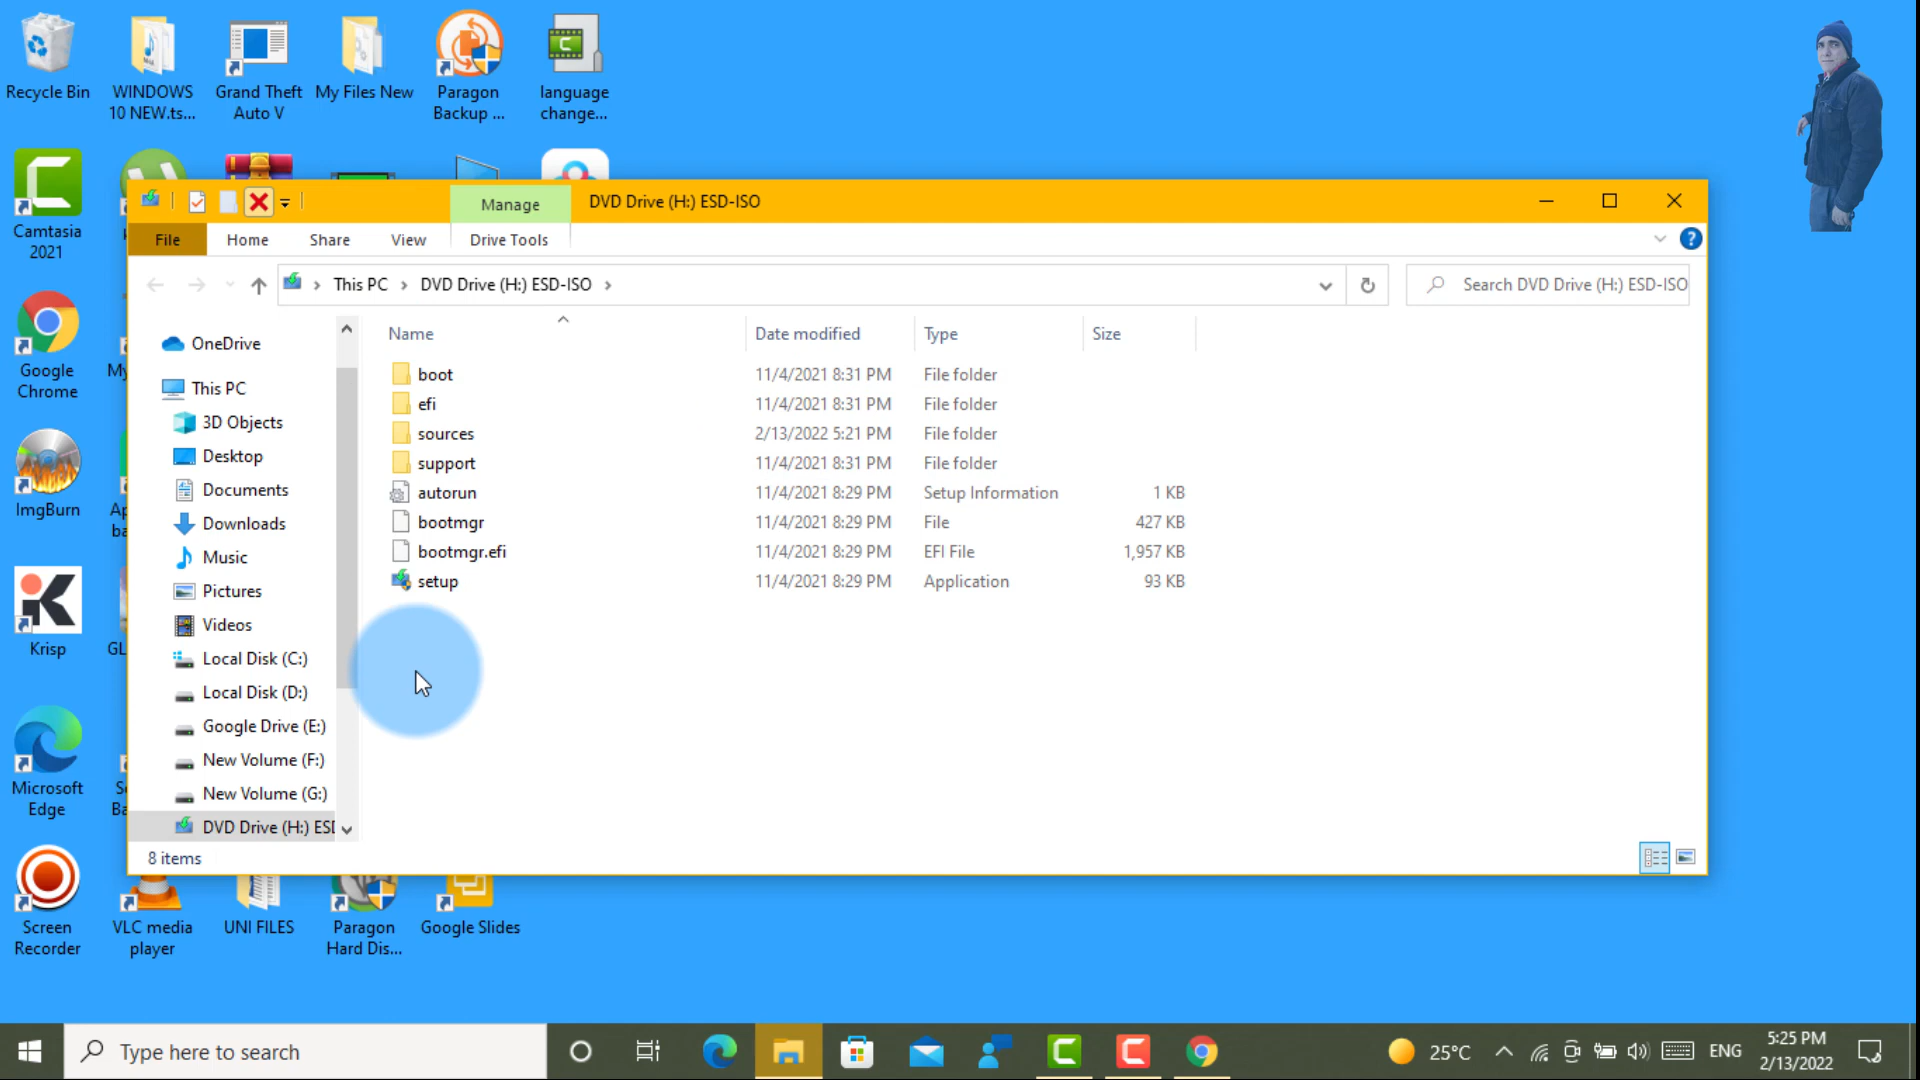 Recycle Bin
WINDOWS
10 NEW.ts...
Grand Theft
Auto V
My Files New
Paragon
Backup ...
language
change...
Camtasia
2021
Google
Chrome
My
ImgBurn
Ap
ba
Krisp
GL
Microsoft
Edge
S
Ba
Screen
Recorder
VLC media
player
UNI FILES
Paragon
Hard Dis...
Google Slides
Manage
DVD Drive (H:) ESD-ISO
File
Home
Share
View
Drive Tools
This PC
DVD Drive (H:) ESD-ISO
Search DVD Drive (H:) ESD-ISO
OneDrive
This PC
3D Objects
Desktop
Documents
Downloads
Music
Pictures
Videos
Local Disk (C:)
Local Disk (D:)
Google Drive (E:)
New Volume (F:)
New Volume (G:)
DVD Drive (H:) ESD
Name Date modified Type Size
boot 11/4/2021 8:31 PM File folder
efi 11/4/2021 8:31 PM File folder
sources 2/13/2022 5:21 PM File folder
support 11/4/2021 8:31 PM File folder
autorun 11/4/2021 8:29 PM Setup Information 1 KB
bootmgr 11/4/2021 8:29 PM File 427 KB
bootmgr.efi 11/4/2021 8:29 PM EFI File 1,957 KB
setup 11/4/2021 8:29 PM Application 93 KB
8 items
Type here to search
25°C
ENG
5:25 PM
2/13/2022